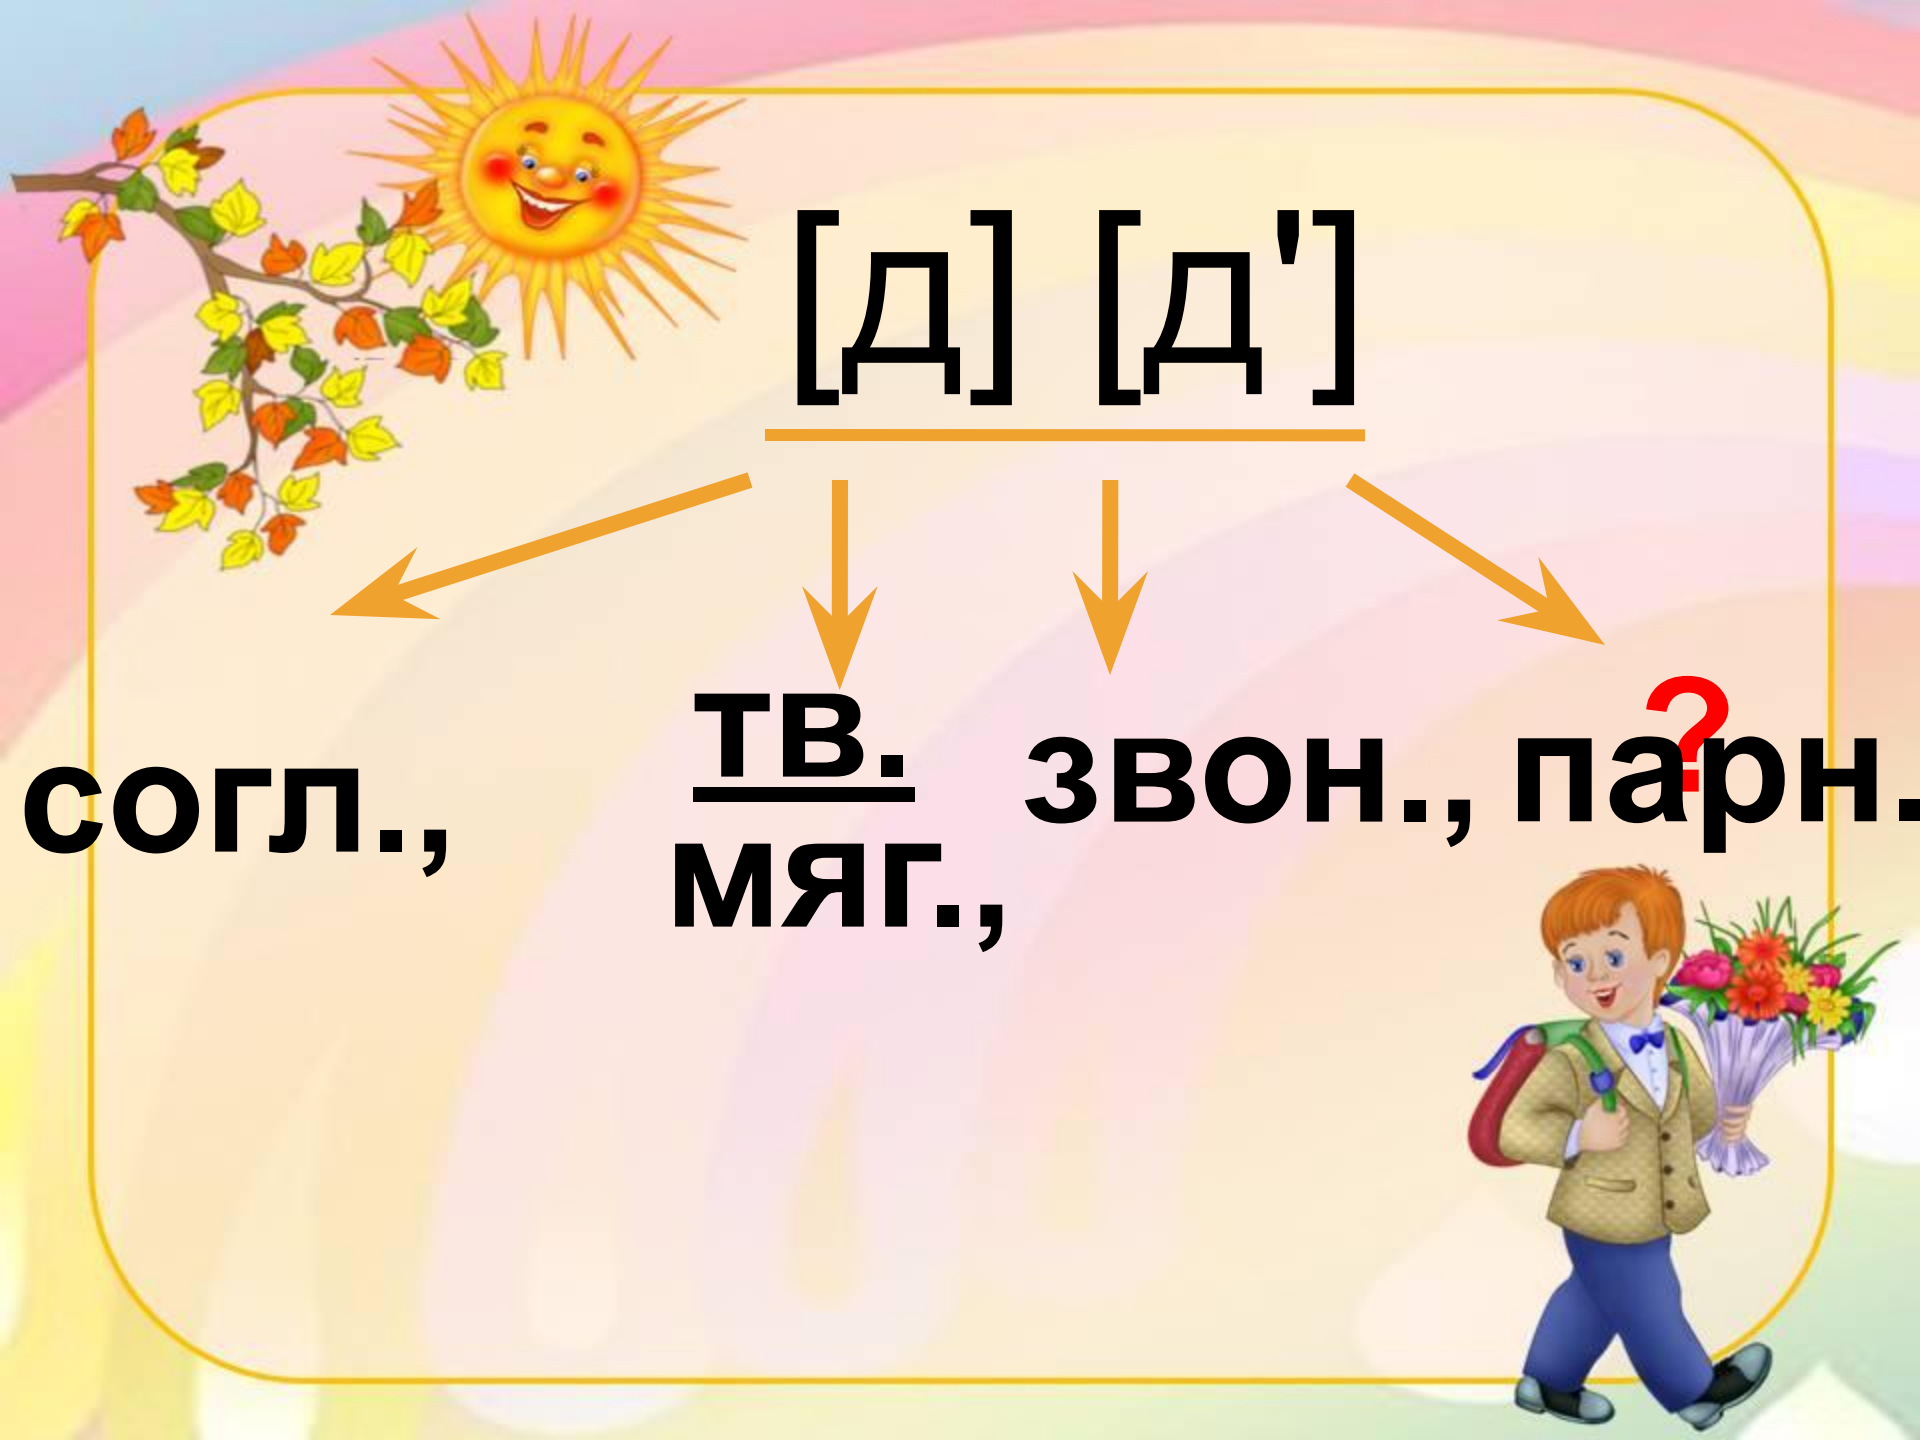 [д] [д']
согл.,
тв.
мяг.,
звон.,
?
парн.